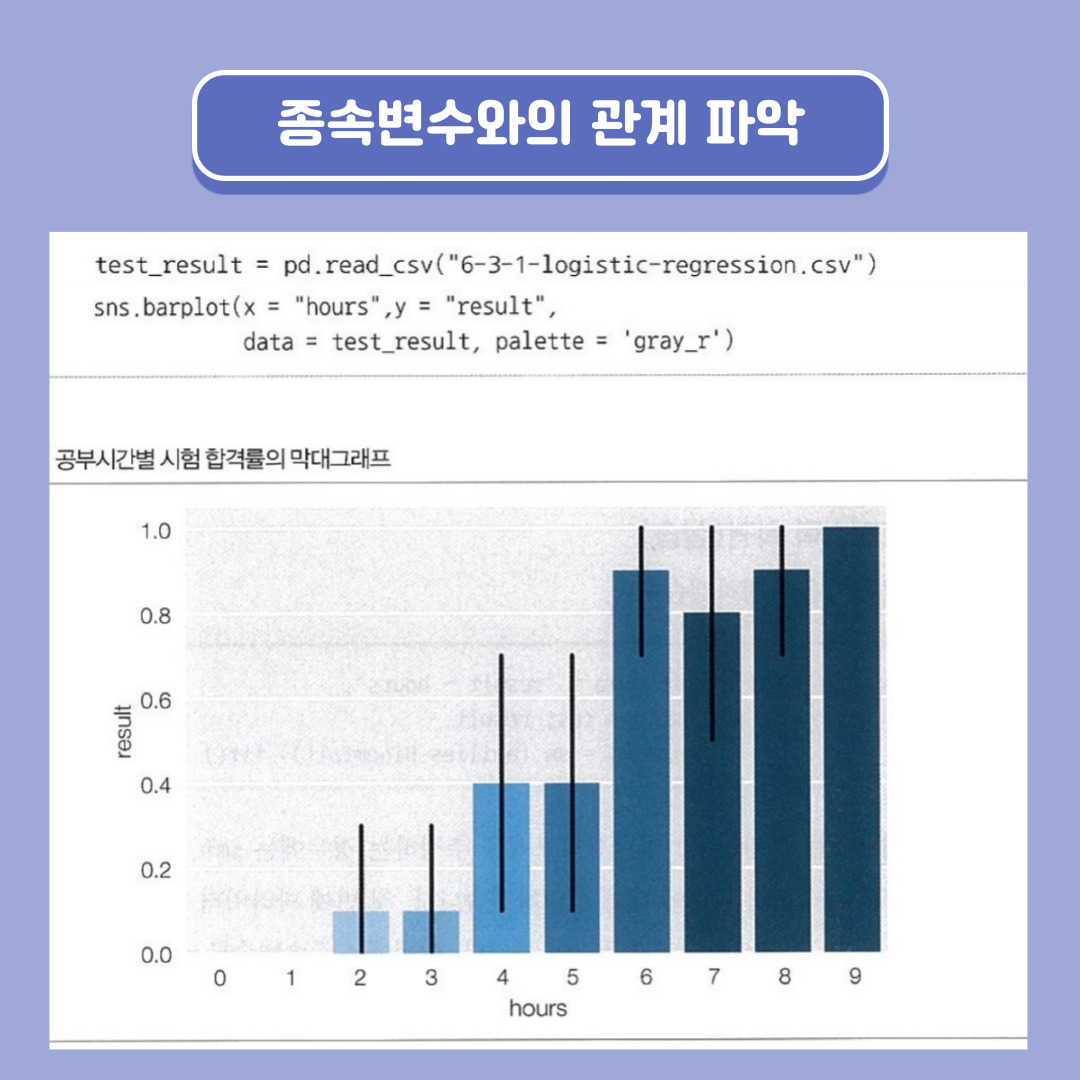 종속변수와의 관계 파악
test_result = pd.read_csv("6-3-1-logistic-regression.csv")
sns.barplot(x = "hours",y = "result",
data = test_result, palette = 'gray_r')
공부시간별 시험 합격률의 막대그래프
1.0
0.8
0.6
0.4
0.2
0.0
result
0 1 2 3 4 5 6 7 8 9
hours